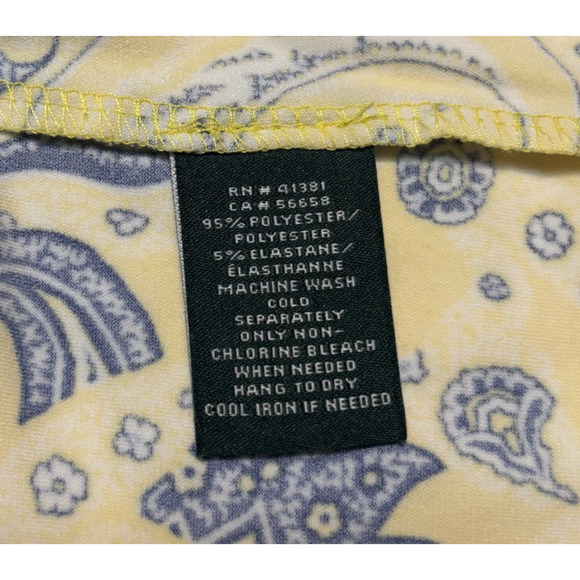 RN # 41381
CA # 56658
95% POLYESTER/
POLYESTER
5% ELASTANE/
ÉLASTHANNE
MACHINE WASH
COLD
SEPARATELY
ONLY NON-
CHLORINE BLEACH
WHEN NEEDED
HANG TO DRY
COOL IRON IF NEEDED